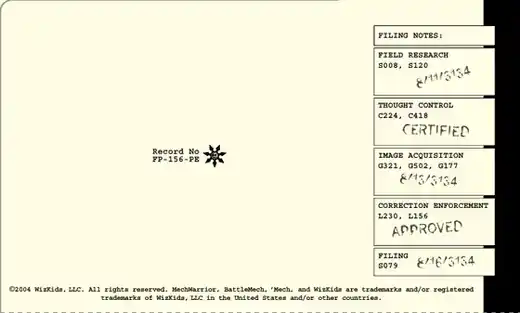 FILING NOTES:
FIELD RESEARCH
S008, S120
8/11/3134
THOUGHT CONTROL
C224, C418
CERTIFIED
Record No
FP-156-PE
IMAGE ACQUISITION
G321, G502, G177
8/13/3134
CORRECTION ENFORCEMENT
L230, L156
APPROVED
FILING
S079
8/16/3134
©2004 WizKids, LLC. All rights reserved. MechWarrior, BattleMech, 'Mech, and WizKids are trademarks and/or registered
trademarks of WizKids, LLC in the United States and/or other countries.